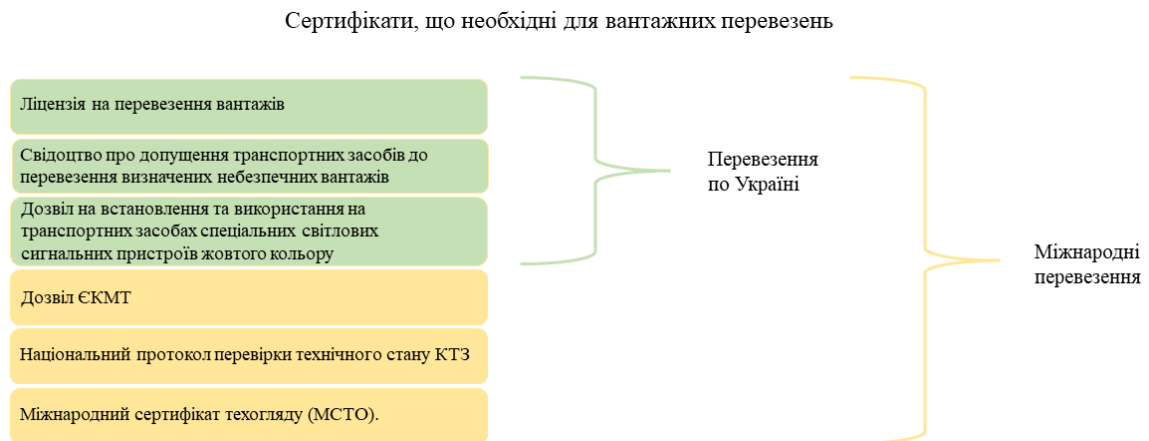 Сертифікати, що необхідні для вантажних перевезень
Ліцензія на перевезення вантажів
Свідоцтво про допущення транспортних засобів до
перевезення визначених небезпечних вантажів
Дозвіл на встановлення та використання на
транспортних засобах спеціальних світлових
сигнальних пристроїв жовтого кольору
Дозвіл ЄКМТ
Національний протокол перевірки технічного стану КТЗ
Міжнародний сертифікат техогляду (МСТО).
Перевезення
по Україні
Міжнародні
перевезення